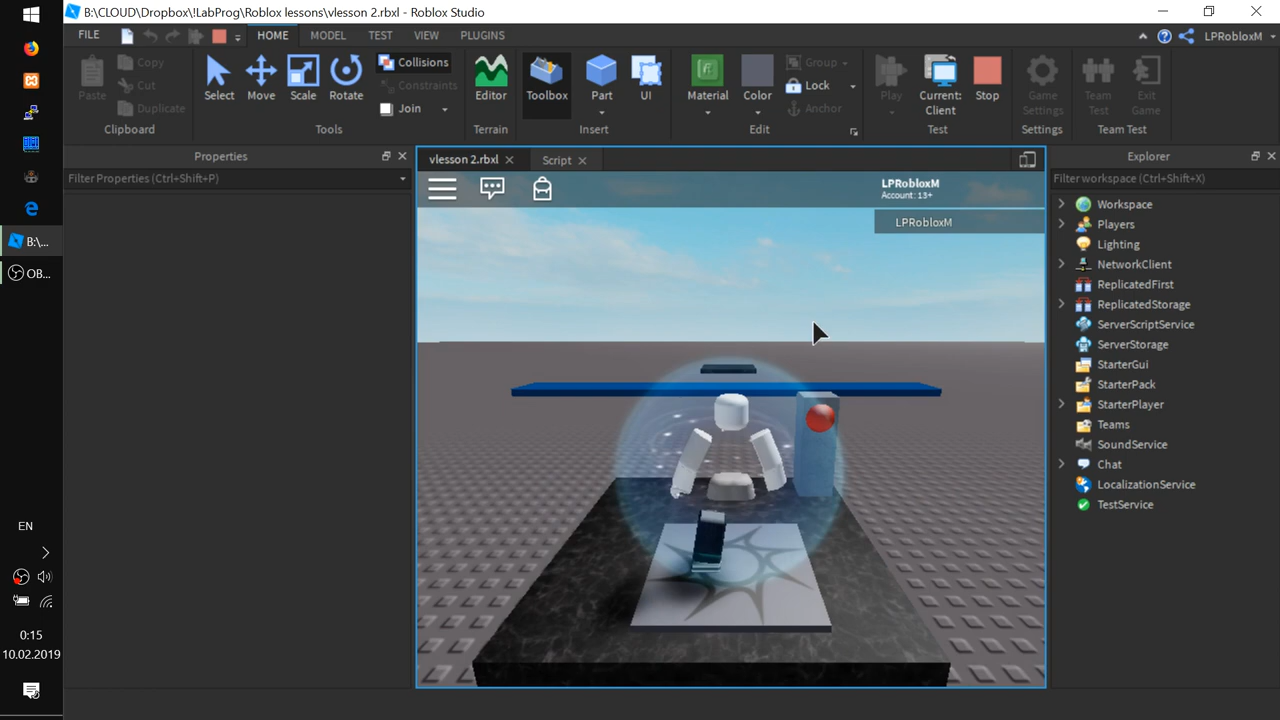 B:\CLOUD\Dropbox\!LabProg\Roblox lessons\vlesson 2.rbxl - Roblox Studio
FILE HOME MODEL TEST VIEW PLUGINS LPRobloxM
Paste Copy Cut Duplicate
Clipboard
Select Move Scale Rotate Collisions Constraints Join
Tools
Editor
Terrain
Toolbox Part UI
Insert
Material Color Group Lock Anchor
Edit
Play Current: Client Stop
Test
Game Settings
Settings
Team Test Exit Game
Team Test
Properties
Filter Properties (Ctrl+Shift+P)
vlesson 2.rbxl Script
LPRobloxM
Account: 13+
LPRobloxM
Explorer
Filter workspace (Ctrl+Shift+X)
Workspace
Players
Lighting
NetworkClient
ReplicatedFirst
ReplicatedStorage
ServerScriptService
ServerStorage
StarterGui
StarterPack
StarterPlayer
Teams
SoundService
Chat
LocalizationService
TestService
B:\...
OB...
EN
0:15
10.02.2019